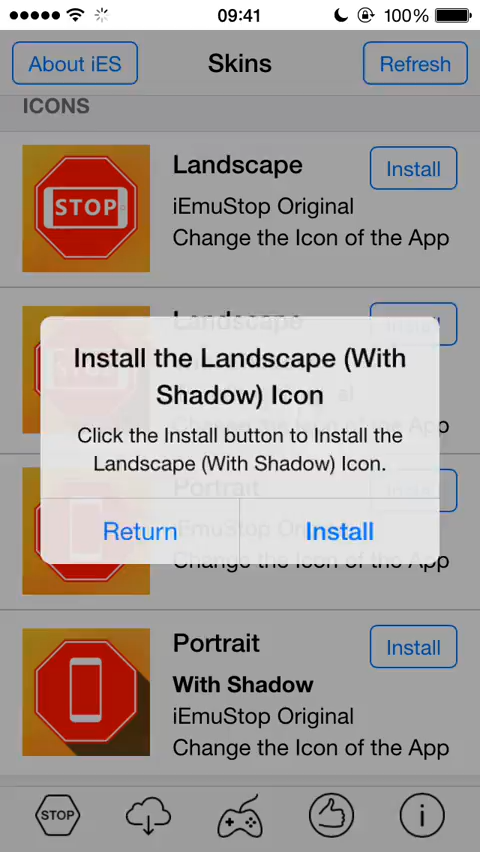 09:41
100%
About iES
Skins
Refresh
ICONS
STOP
Landscape
Install
iEmuStop Original
Change the Icon of the App
Landscape
Install
Install the Landscape (With
Shadow) Icon
Click the Install button to Install the
Landscape (With Shadow) Icon.
Portrait
Install
Return
Install
iEmuStop Original
Change the Icon of the App
Portrait
Install
With Shadow
iEmuStop Original
Change the Icon of the App
STOP